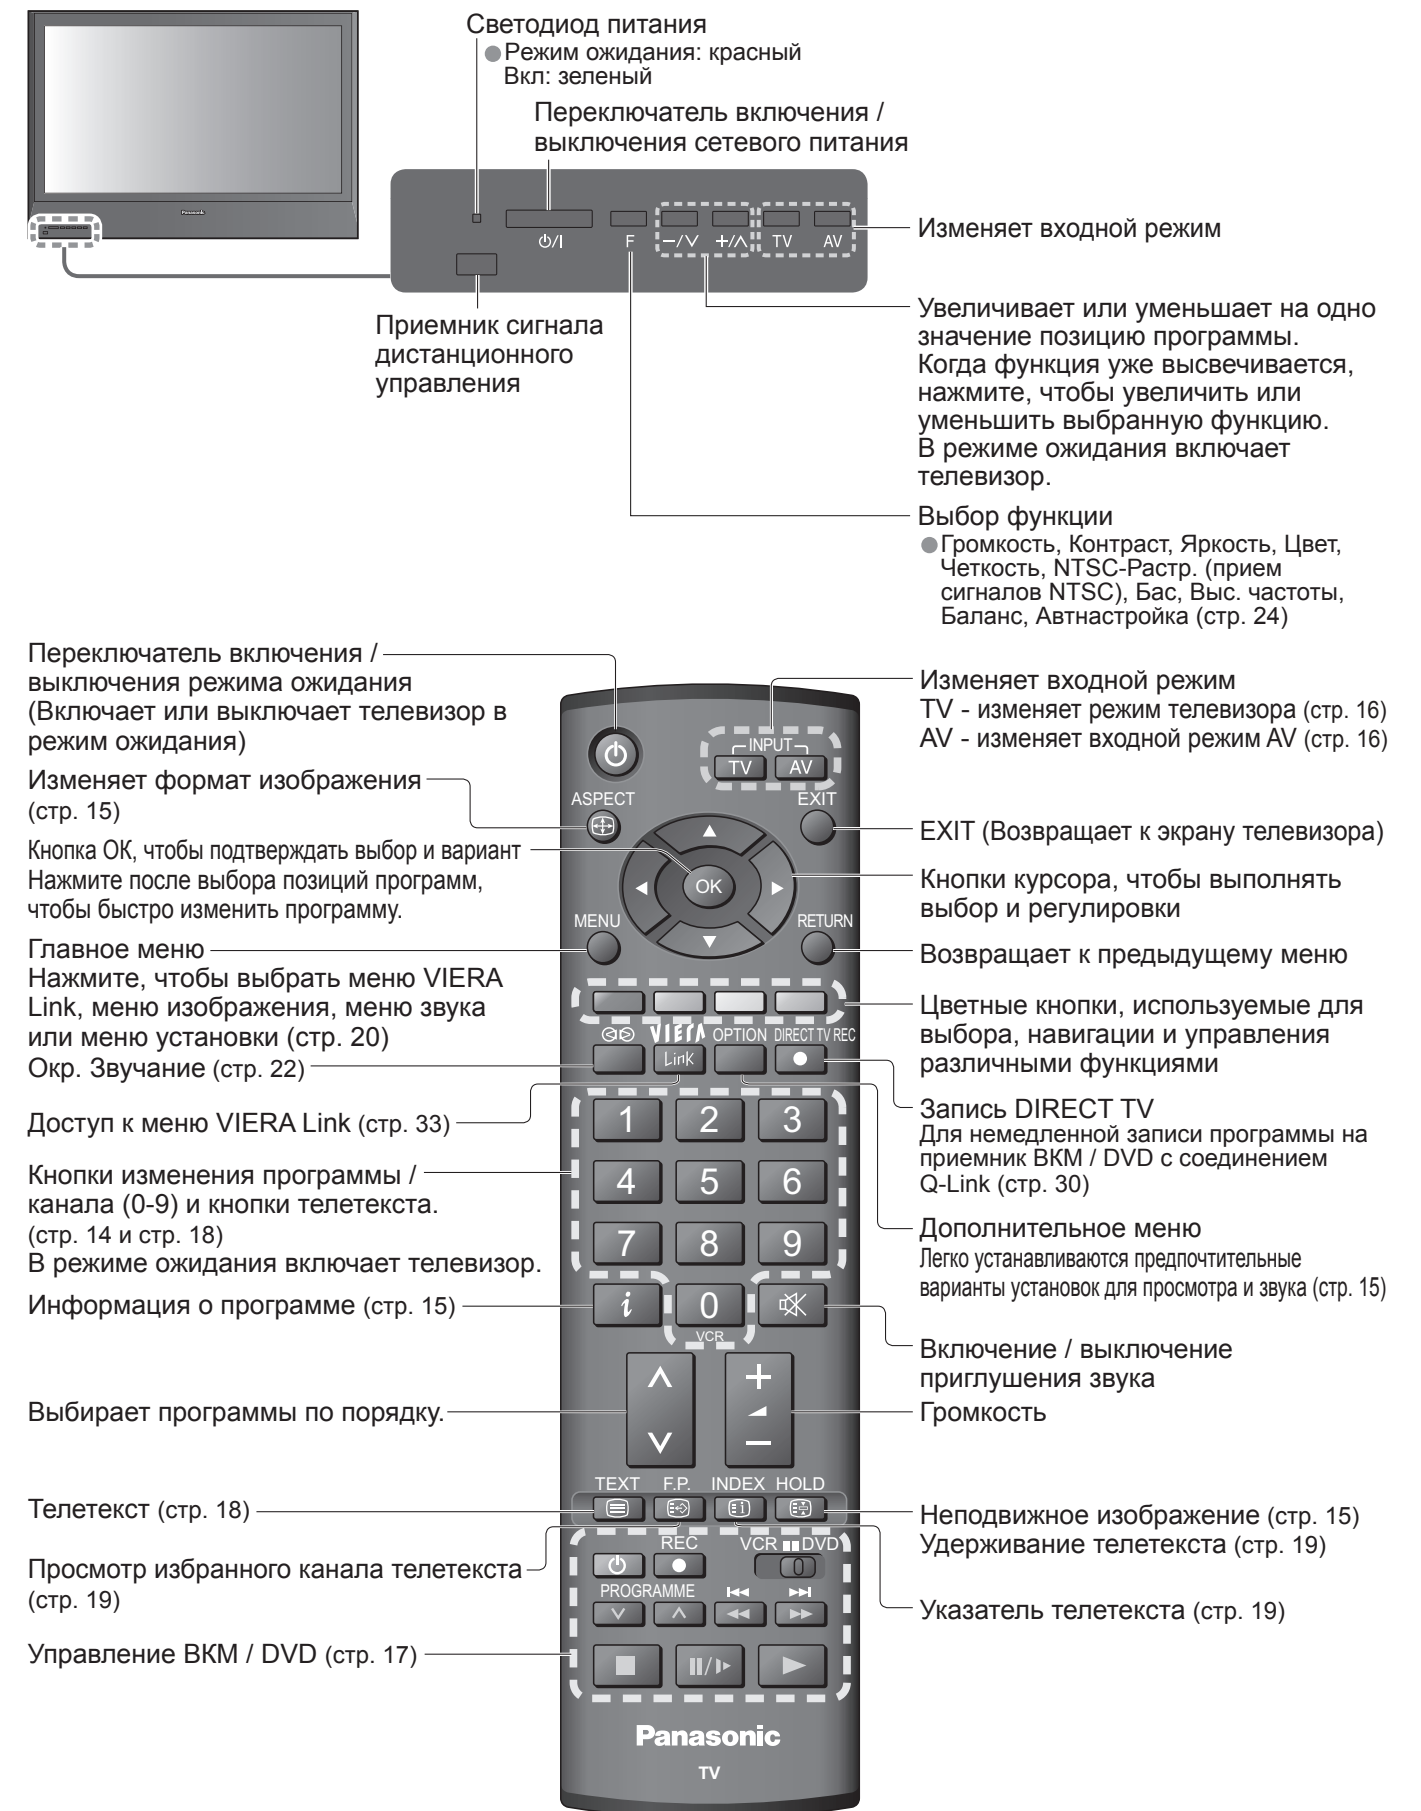 Светодиод питания
Режим ожидания: красный
Вкл: зеленый
Переключатель включения /
выключения сетевого питания
Panasonic
F
TV
AV
Изменяет входной режим
Приемник сигнала
дистанционного
управления
Увеличивает или уменьшает на одно
значение позицию программы.
Когда функция уже высвечивается,
нажмите, чтобы увеличить или
уменьшить выбранную функцию.
В режиме ожидания включает
телевизор.
Выбор функции
Громкость, Контраст, Яркость, Цвет,
Четкость, NTSC-Растр. (прием
сигналов NTSC), Бас, Выс. частоты,
Баланс, Автнастройка (стр. 24)
Переключатель включения /
выключения режима ожидания
(Включает или выключает телевизор в
режим ожидания)
Изменяет формат изображения
(стр. 15)
Кнопка ОК, чтобы подтверждать выбор и вариант
Нажмите после выбора позиций программ,
чтобы быстро изменить программу.
Главное меню
Нажмите, чтобы выбрать меню VIERA
Link, меню изображения, меню звука
или меню установки (стр. 20)
Окр. Звучание (стр. 22)
Доступ к меню VIERA Link (стр. 33)
Кнопки изменения программы /
канала (0-9) и кнопки телетекста.
(стр. 14 и стр. 18)
В режиме ожидания включает телевизор.
Информация о программе (стр. 15)
Выбирает программы по порядку.
Телетекст (стр. 18)
Просмотр избранного канала телетекста
(стр. 19)
Управление ВКМ / DVD (стр. 17)
INPUT
TV AV
ASPECT EXIT
OK
MENU RETURN
VIERA OPTION DIRECT TV REC
Link
1 2 3
4 5 6
7 8 9
i 0
VCR
+
−
TEXT F.P. INDEX HOLD
REC VCR DVD
PROGRAMME
Panasonic
TV
Изменяет входной режим
TV - изменяет режим телевизора (стр. 16)
AV - изменяет входной режим AV (стр. 16)
EXIT (Возвращает к экрану телевизора)
Кнопки курсора, чтобы выполнять
выбор и регулировки
Возвращает к предыдущему меню
Цветные кнопки, используемые для
выбора, навигации и управления
различными функциями
Запись DIRECT TV
Для немедленной записи программы на
приемник ВКМ / DVD с соединением
Q-Link (стр. 30)
Дополнительное меню
Легко устанавливаются предпочтительные
варианты установок для просмотра и звука (стр. 15)
Включение / выключение
приглушения звука
Громкость
Неподвижное изображение (стр. 15)
Удерживание телетекста (стр. 19)
Указатель телетекста (стр. 19)